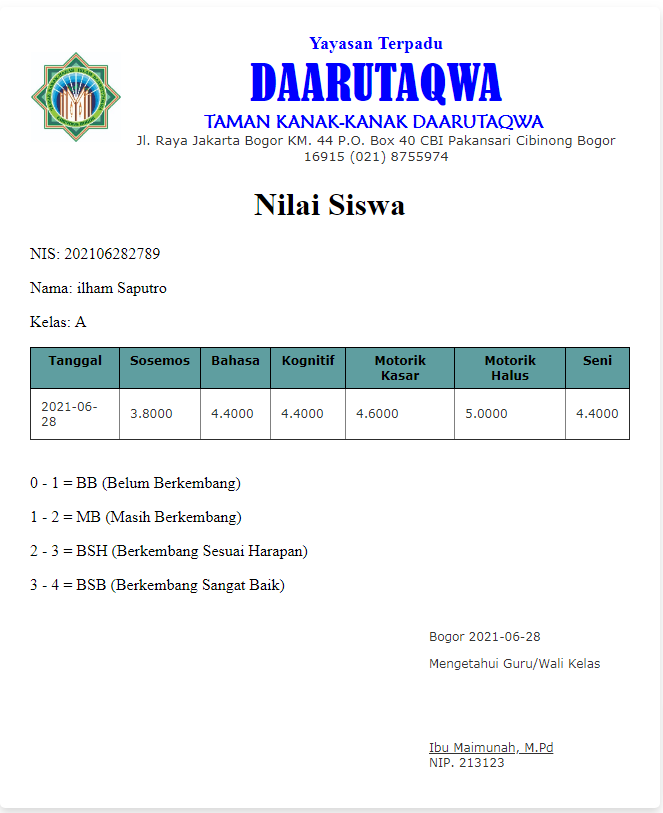 Yayasan Terpadu
DAARUTAQWA
TAMAN KANAK-KANAK DAARUTAQWA
Jl. Raya Jakarta Bogor KM. 44 P.O. Box 40 CBI Pakansari Cibinong Bogor
16915 (021) 8755974
Nilai Siswa
NIS: 202106282789
Nama: ilham Saputro
Kelas: A
Tanggal Sosemos Bahasa Kognitif Motorik Kasar Motorik Halus Seni
2021-06-28 3.8000 4.4000 4.4000 4.6000 5.0000 4.4000
0 - 1 = BB (Belum Berkembang)
1 - 2 = MB (Masih Berkembang)
2 - 3 = BSH (Berkembang Sesuai Harapan)
3 - 4 = BSB (Berkembang Sangat Baik)
Bogor 2021-06-28
Mengetahui Guru/Wali Kelas
Ibu Maimunah, M.Pd
NIP. 213123